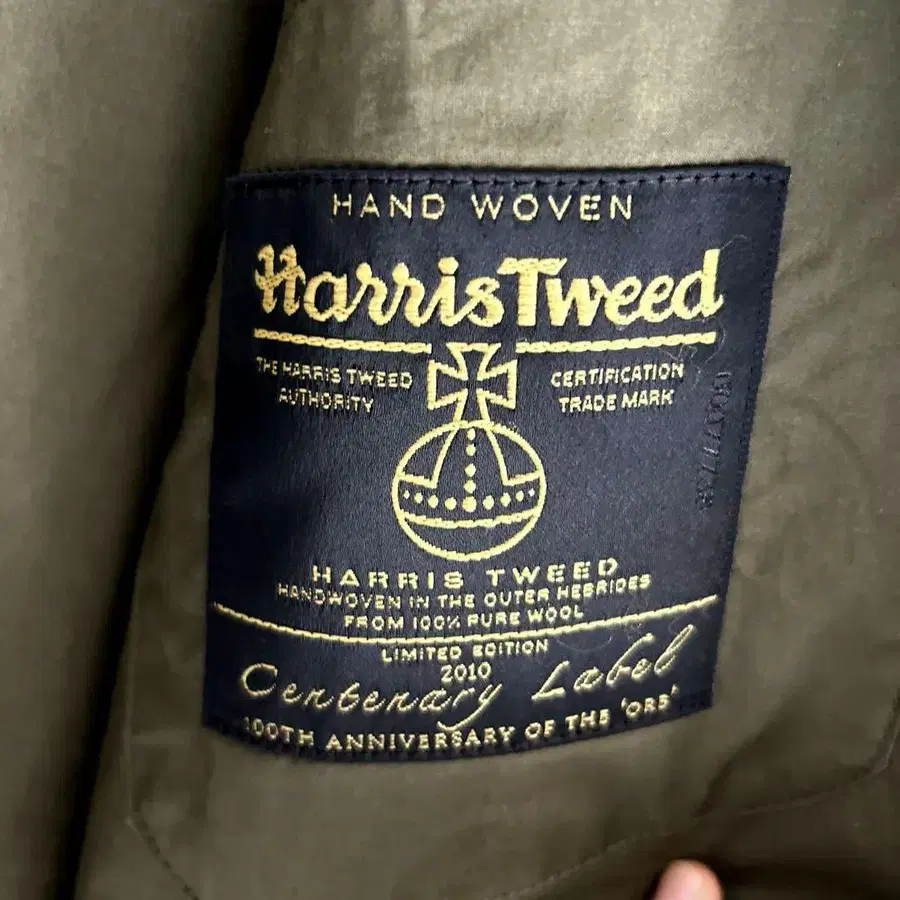 HAND WOVEN
Harris Tweed
THE HARRIS TWEED
AUTHORITY
CERTIFICATION
TRADE MARK
HARRIS TWEED
HANDWOVEN IN THE OUTER HEBRIDES
FROM 100% PURE WOOL
LIMITED EDITION
2010
Centenary Label
100TH ANNIVERSARY OF THE 'ORB'